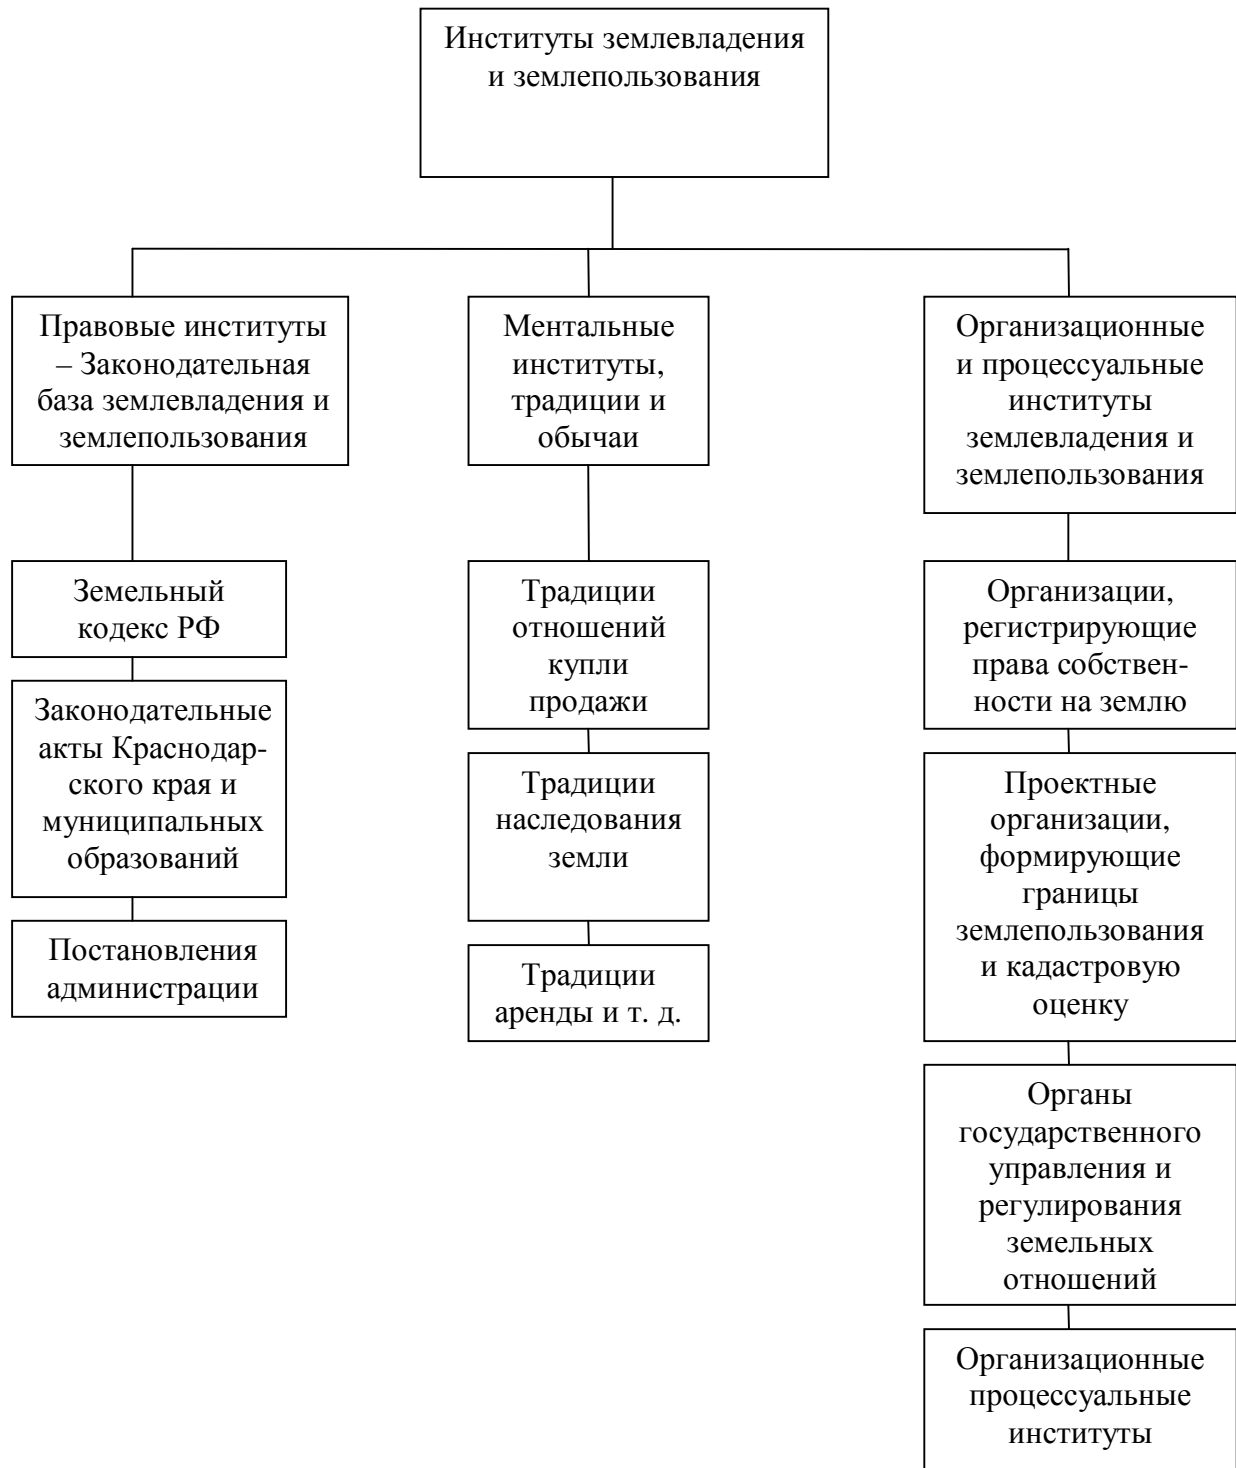 Институты землевладения
и землепользования
Правовые институты
– Законодательная
база землевладения и
землепользования
Ментальные
институты,
традиции и
обычаи
Организационные
и процессуальные
институты
землевладения и
землепользования
Земельный
кодекс РФ
Законодательные
акты Краснодар-
ского края и
муниципальных
образований
Постановления
администрации
Традиции
отношений
купли
продажи
Традиции
наследования
земли
Традиции
аренды и т. д.
Организации,
регистрирующие
права собствен-
ности на землю
Проектные
организации,
формирующие
границы
землепользования
и кадастровую
оценку
Органы
государственного
управления и
регулирования
земельных
отношений
Организационные
процессуальные
институты